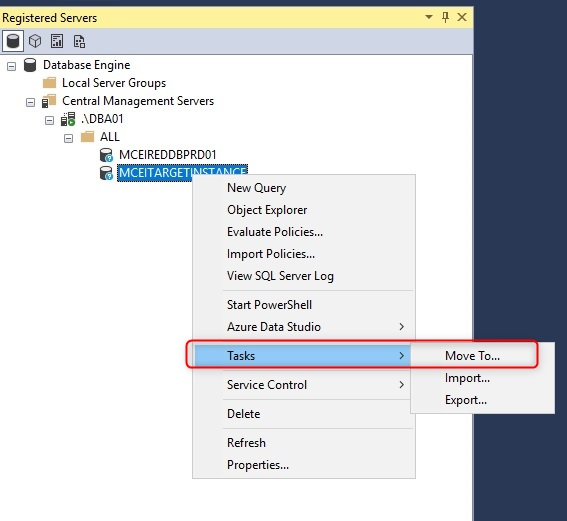 Registered Servers
Database Engine
Local Server Groups
Central Management Servers
.\DBA01
ALL
MCEIREDDBPRD01
MCEITARGETINSTANCE
New Query
Object Explorer
Evaluate Policies...
Import Policies...
View SQL Server Log
Start PowerShell
Azure Data Studio
Tasks
Move To...
Import...
Service Control
Export...
Delete
Refresh
Properties...